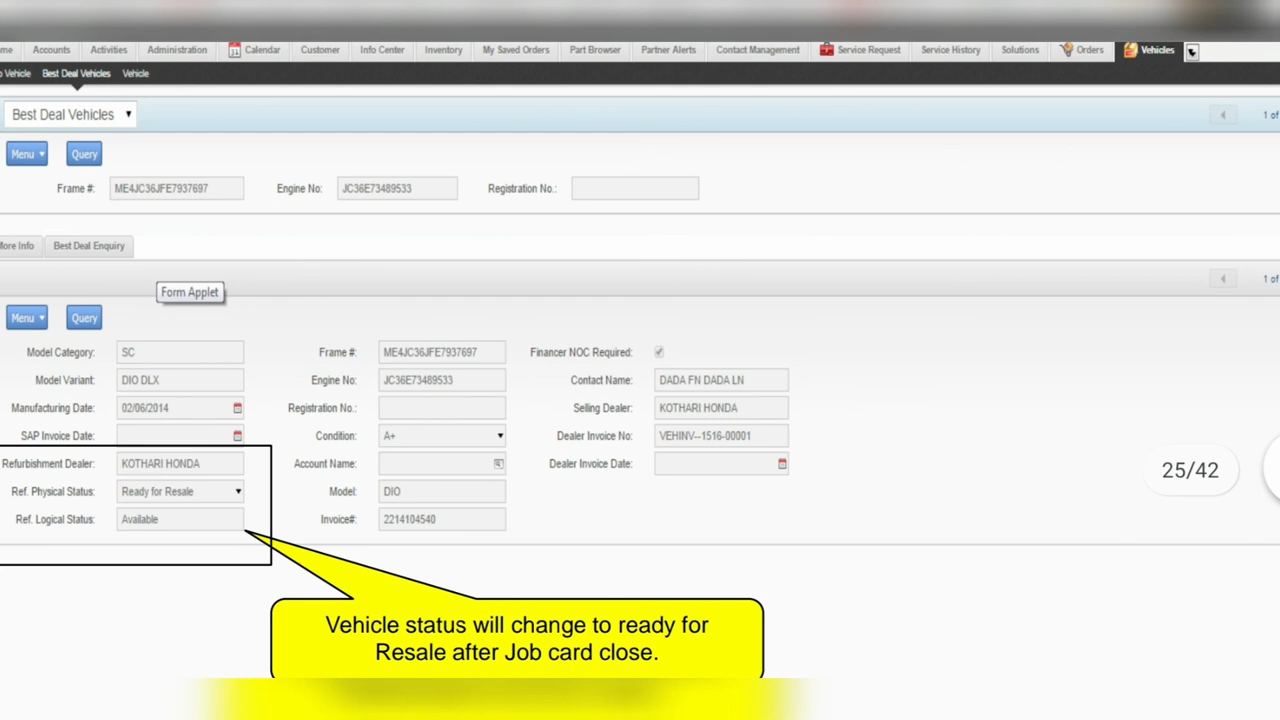 me Accounts Activities Administration Calendar Customer Info Center Inventory My Saved Orders Part Browser Partner Alerts Contact Management Service Request Service History Solutions Orders Vehicles
o Vehicle Best Deal Vehicles Vehicle
Best Deal Vehicles
1 of
Menu Query
Frame #: ME4JC36JFE7937697 Engine No: JC36E73489533 Registration No.:
More Info Best Deal Enquiry
1 of
Form Applet
Menu Query
Model Category: SC Frame #: ME4JC36JFE7937697 Financer NOC Required:
Model Variant: DIO DLX Engine No: JC36E73489533 Contact Name: DADA FN DADA LN
Manufacturing Date: 02/06/2014 Registration No.: Selling Dealer: KOTHARI HONDA
SAP Invoice Date: Condition: A+ Dealer Invoice No: VEHINV--1516-00001
Refurbishment Dealer: KOTHARI HONDA Account Name: Dealer Invoice Date:
Ref. Physical Status: Ready for Resale Model: DIO
Ref. Logical Status: Available Invoice#: 2214104540
25/42
Vehicle status will change to ready for
Resale after Job card close.